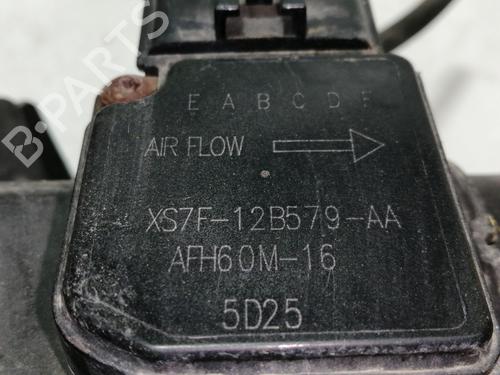 B-PARTS
E A B C D F
AIR FLOW
XS7F-12B579-AA
AFH60M-16
5D25